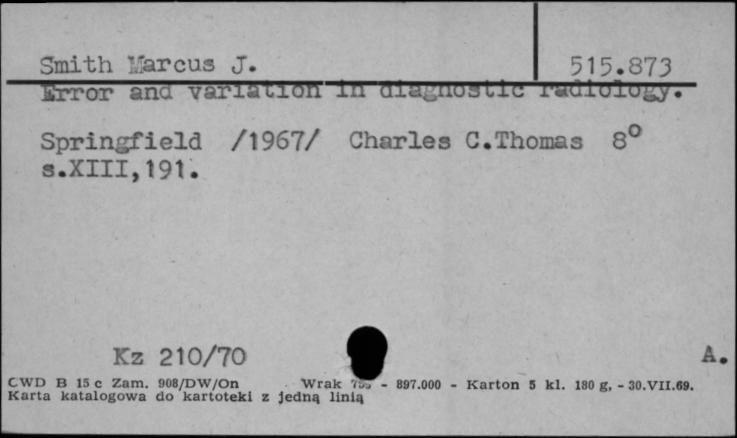 Smith Marcus J. 515.873
Error and variation in diagnostic radiology.
Springfield /1967/ Charles C.Thomas 8°
s.XIII,191.
Kz 210/70 A.
CWD B 15 c Zam. 908/DW/On Wrak - 897.000 - Karton 5 kl. 180 g, - 30.VII.69.
Karta katalogowa do kartoteki z jedną linią